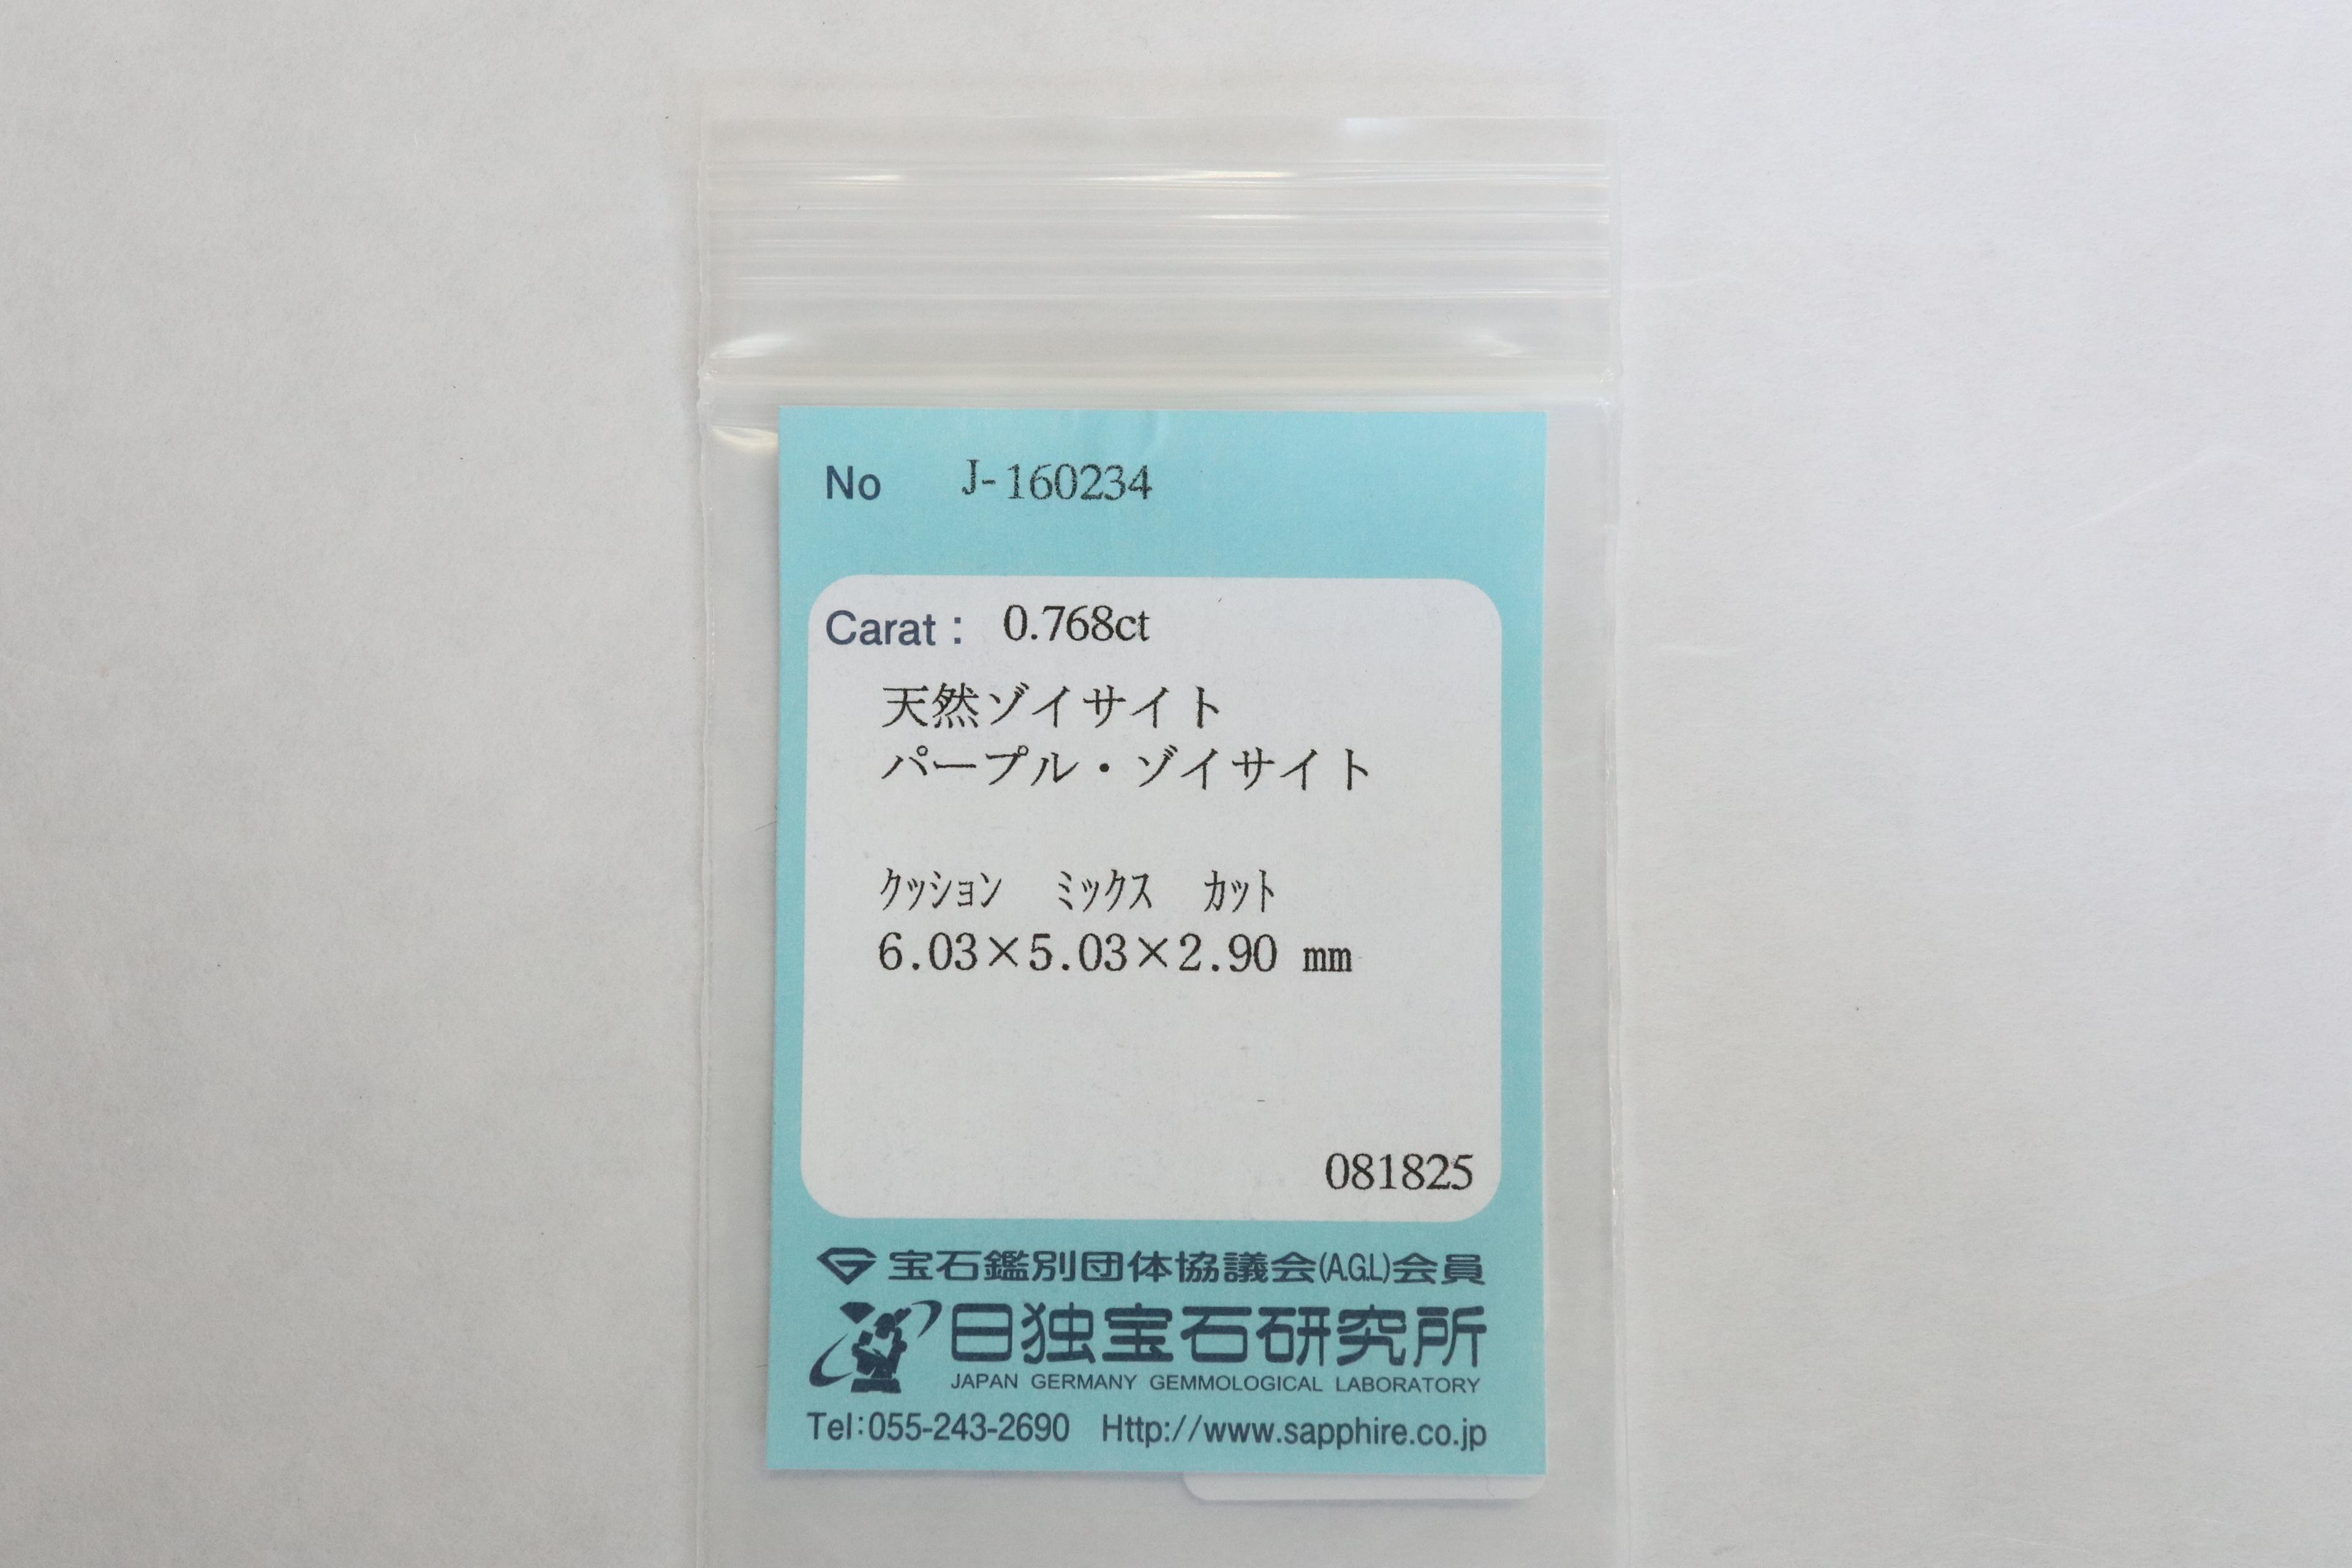 No J-160234
Carat : 0.768ct
天然ゾイサイト
パープル・ゾイサイト
ｸｯｼｮﾝ ﾐｯｸｽ ｶｯﾄ
6.03×5.03×2.90 mm
081825
宝石鑑別団体協議会(A.G.L)会員
日独宝石研究所
JAPAN GERMANY GEMMOLOGICAL LABORATORY
Tel:055-243-2690 Http://www.sapphire.co.jp